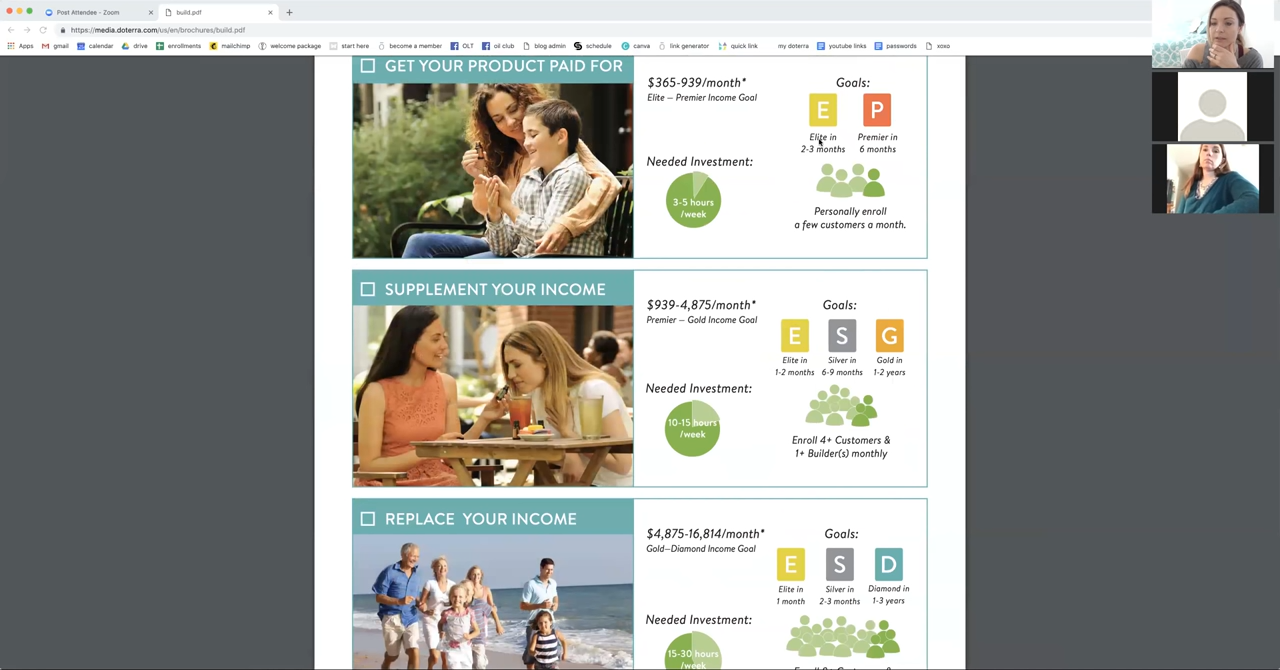 Post Attendee - Zoom
build.pdf
https://media.doterra.com/us/en/brochures/build.pdf
Apps gmail calendar drive enrollments mailchimp welcome package start here become a member OLT oil club blog admin schedule canva link generator quick link my doterra youtube links passwords xoxo
GET YOUR PRODUCT PAID FOR
$365-939/month*
Elite – Premier Income Goal
Goals:
E P
Elite in
2-3 months
Premier in
6 months
Needed Investment:
3-5 hours
/week
Personally enroll
a few customers a month.
SUPPLEMENT YOUR INCOME
$939-4,875/month*
Premier – Gold Income Goal
Goals:
E S G
Elite in
1-2 months
Silver in
6-9 months
Gold in
1-2 years
Needed Investment:
10-15 hours
/week
Enroll 4+ Customers &
1+ Builder(s) monthly
REPLACE YOUR INCOME
$4,875-16,814/month*
Gold–Diamond Income Goal
Goals:
E S D
Elite in
1 month
Silver in
2-3 months
Diamond in
1-3 years
Needed Investment:
15-30 hours
/week